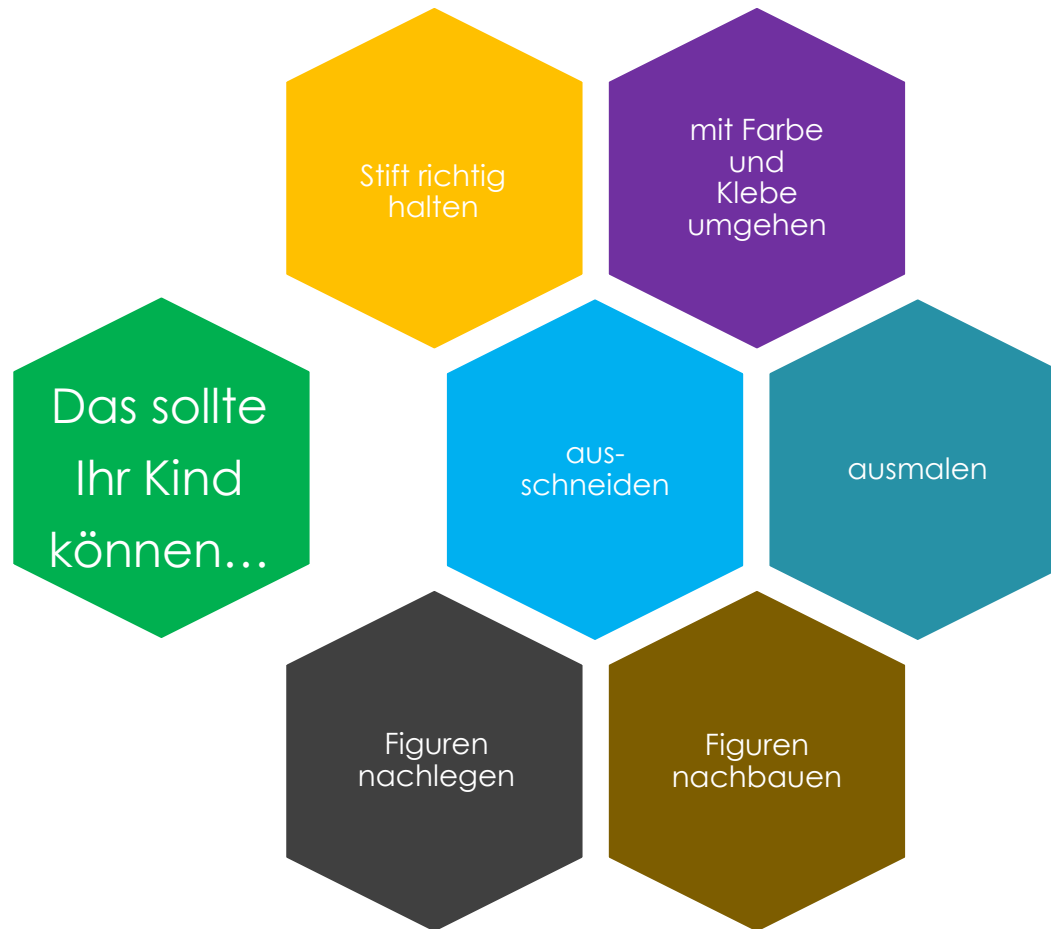 Das sollte
Ihr Kind
können...
Stift richtig
halten
mit Farbe
und
Klebe
umgehen
aus-
schneiden
ausmalen
Figuren
nachlegen
Figuren
nachbauen